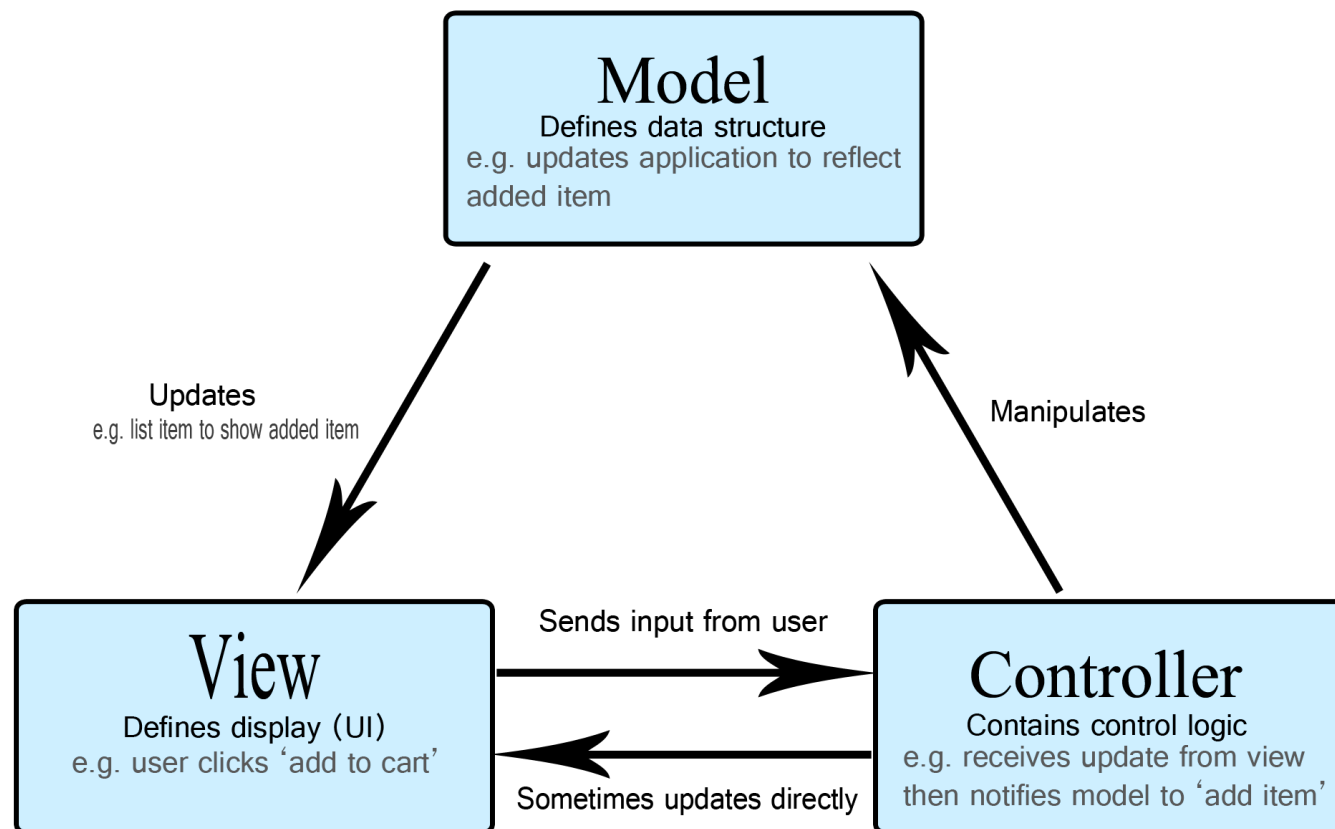 Model
Defines data structure
e.g. updates application to reflect
added item
Updates
e.g. list item to show added item
Manipulates
Sends input from user
View
Defines display (UI)
e.g. user clicks ‘add to cart’
Controller
Contains control logic
e.g. receives update from view
then notifies model to ‘add item’
Sometimes updates directly